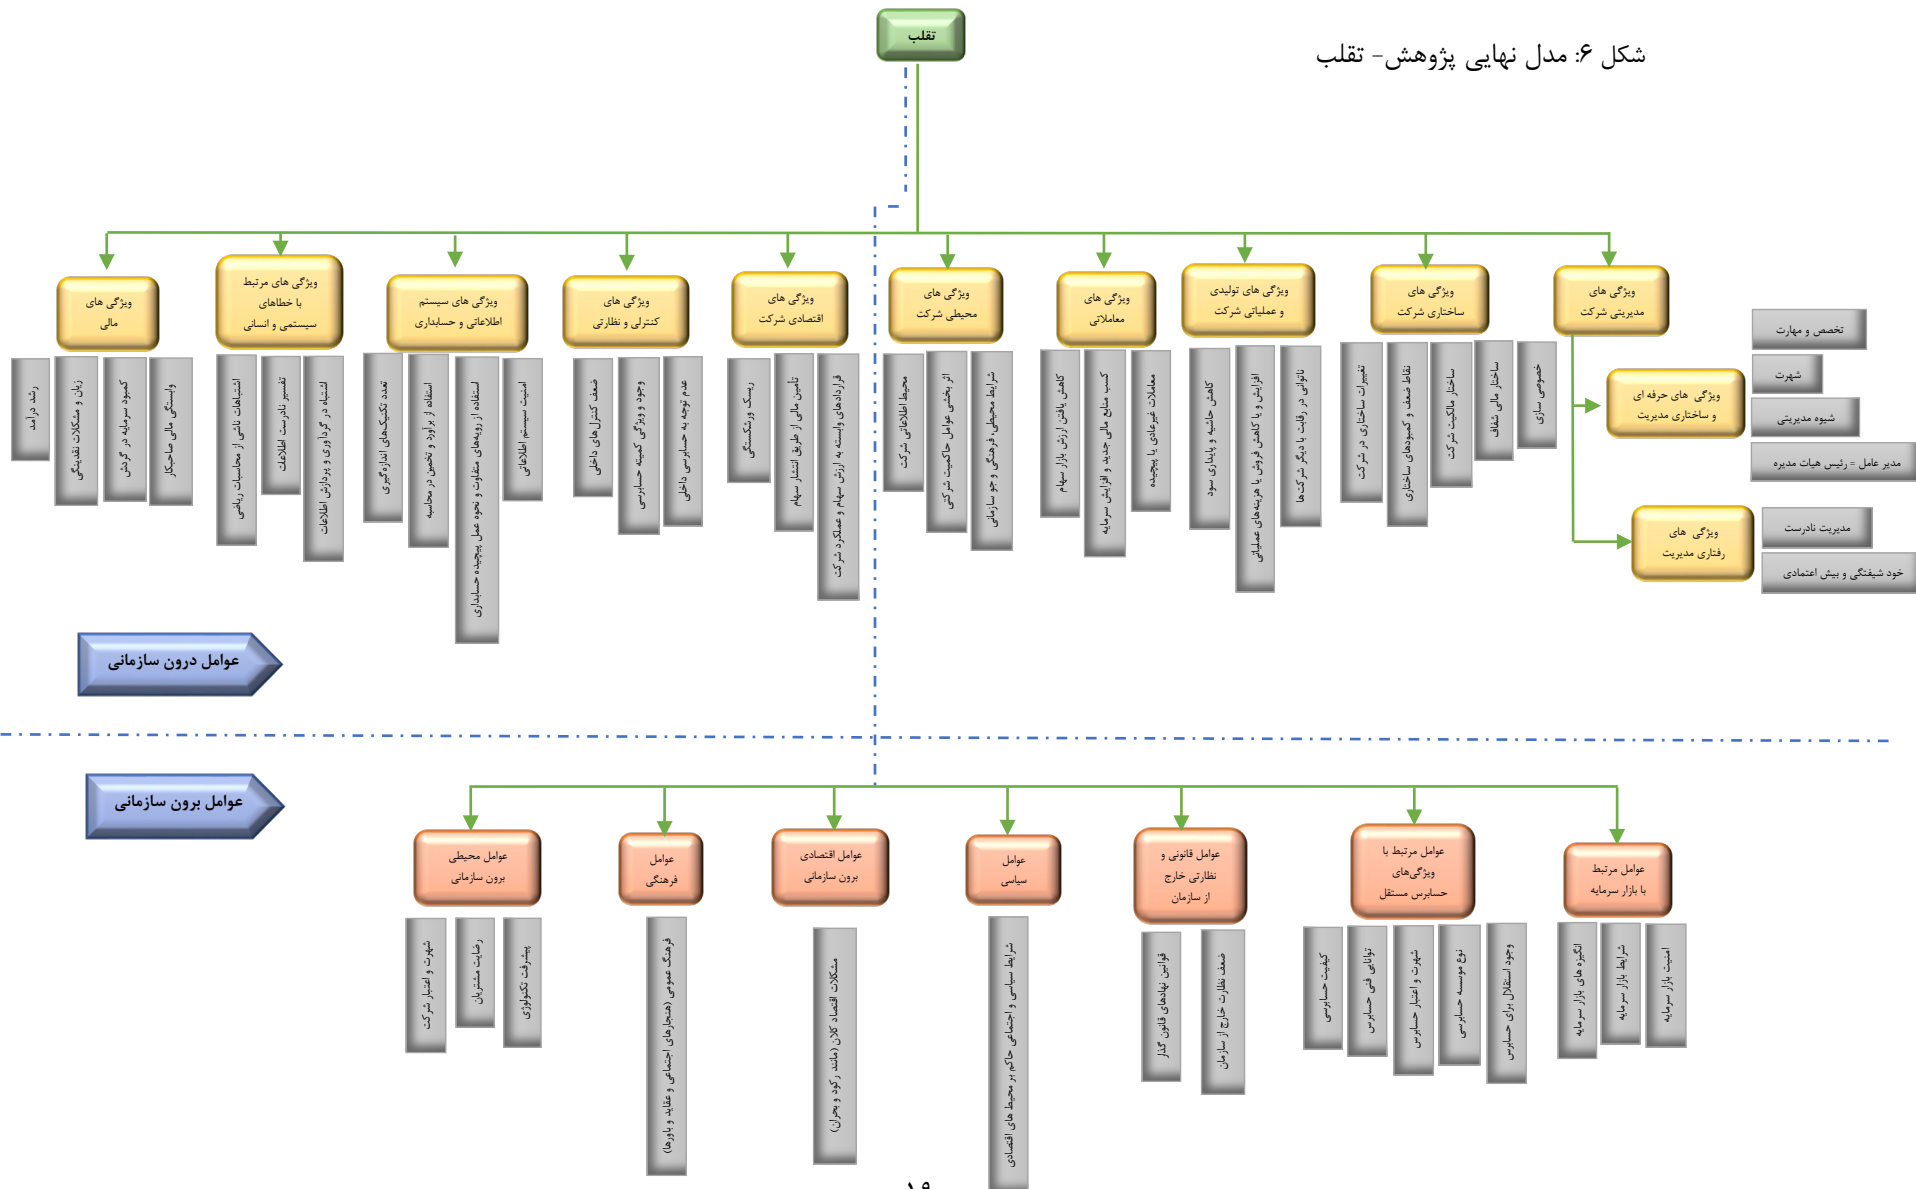 شکل ۶: مدل نهایی پژوهش- تقلب
تقلب
ویژگی های
مدیریتی شرکت
ویژگی های حرفه ای
و ساختاری مدیریت
تخصص و مهارت
شهرت
شیوه مدیریتی
مدیر عامل = رئیس هیات مدیره
ویژگی های
رفتاری مدیریت
مدیریت نادرست
خود شیفتگی و بیش اعتمادی
ویژگی های
ساختاری شرکت
خصوصی سازی
ساختار مالی شفاف
ساختار مالکیت شرکت
نقاط ضعف و کمبودهای ساختاری
تغییرات ساختاری در شرکت
ویژگی های تولیدی
و عملیاتی شرکت
ناتوانی در رقابت با دیگر شرکت‌ها
افزایش و یا کاهش فروش یا هزینه‌های عملیاتی
کاهش حاشیه و پایداری سود
ویژگی های
معاملاتی
معاملات غیرعادی یا پیچیده
کسب منابع مالی جدید و افزایش سرمایه
کاهش یافتن ارزش بازار سهام
ویژگی های
محیطی شرکت
شرایط محیطی، فرهنگی و جو سازمانی
اثر بخشی عوامل حاکمیت شرکتی
محیط اطلاعاتی شرکت
ویژگی های
اقتصادی شرکت
قراردادهای وابسته به ارزش سهام و عملکرد شرکت
تامین مالی از طریق انتشار سهام
ریسک ورشکستگی
ویژگی های
کنترلی و نظارتی
عدم توجه به حسابرسی داخلی
وجود و ویژگی کمیته حسابرسی
ضعف کنترل‌های داخلی
ویژگی های سیستم
اطلاعاتی و حسابداری
امنیت سیستم اطلاعاتی
استفاده از رویه‌های متفاوت و نحوه عمل پیچیده حسابداری
استفاده از برآورد و تخمین در محاسبه
تعدد تکنیک‌های اندازه‌گیری
ویژگی های مرتبط
با خطاهای
سیستمی و انسانی
اشتباه در گردآوری و پردازش اطلاعات
تفسیر نادرست اطلاعات
اشتباهات ناشی از محاسبات ریاضی
ویژگی های
مالی
وابستگی مالی صاحبکار
کمبود سرمایه در گردش
زیان و مشکلات نقدینگی
رشد درآمد
عوامل درون سازمانی
عوامل برون سازمانی
عوامل مرتبط
با بازار سرمایه
امنیت بازار سرمایه
شرایط بازار سرمایه
انگیزه های بازار سرمایه
عوامل مرتبط با
ویژگی‌های
حسابرس مستقل
وجود استقلال برای حسابرس
نوع موسسه حسابرسی
شهرت و اعتبار حسابرس
توانایی فنی حسابرس
کیفیت حسابرسی
عوامل قانونی و
نظارتی خارج
از سازمان
ضعف نظارت خارج از سازمان
قوانین نهادهای قانون گذار
عوامل
سیاسی
شرایط سیاسی و اجتماعی حاکم بر محیط های اقتصادی
عوامل اقتصادی
برون سازمانی
مشکلات اقتصاد کلان (مانند رکود و بحران)
عوامل
فرهنگی
فرهنگ عمومی (هنجارهای اجتماعی و عقاید و باورها)
عوامل محیطی
برون سازمانی
پیشرفت تکنولوژی
رضایت مشتریان
شهرت و اعتبار شرکت
۱۹